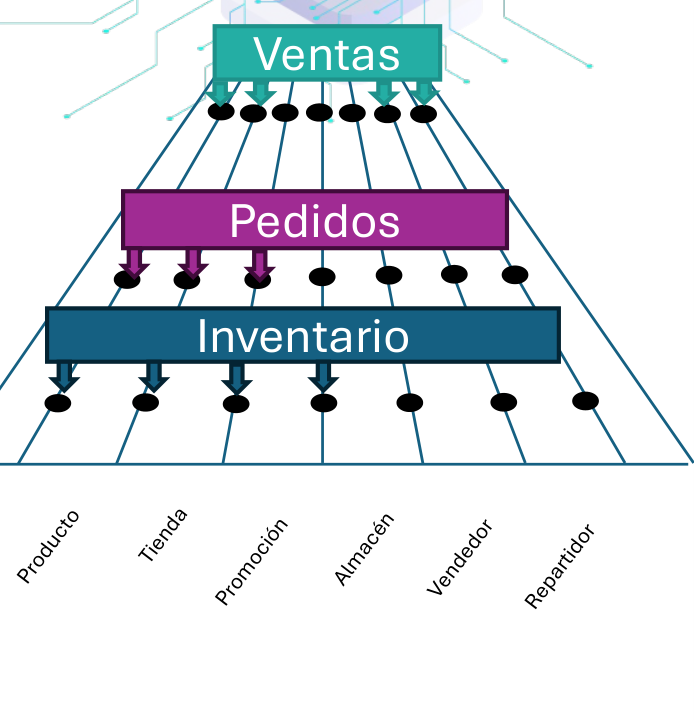 Ventas
Pedidos
Inventario
Producto
Tienda
Promoción
Almacén
Vendedor
Repartidor